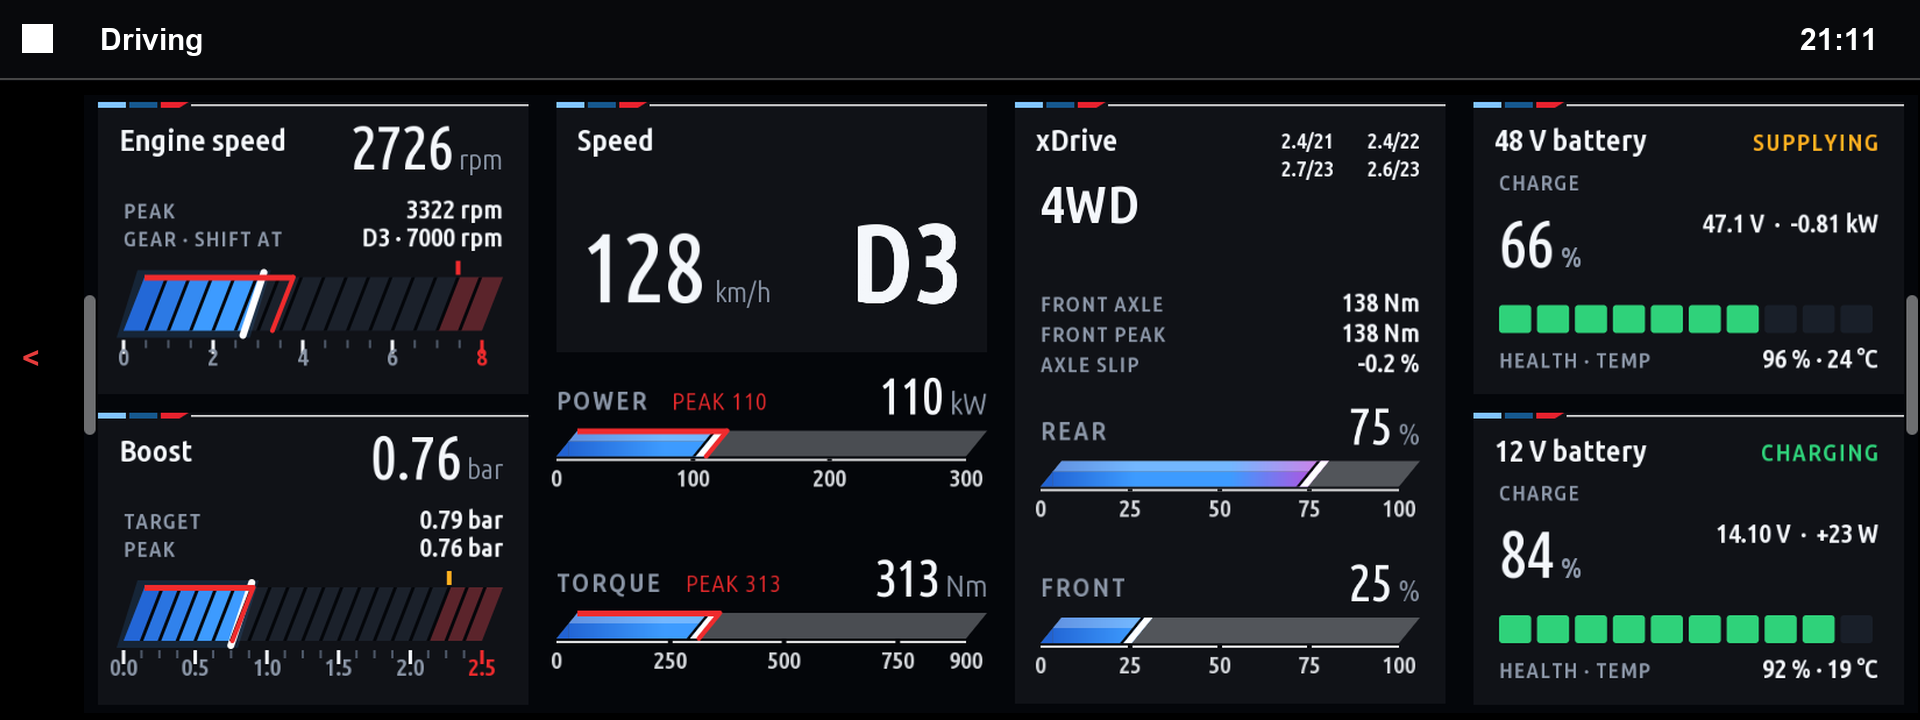 Driving
21:11
<
Engine speed
2726 rpm
PEAK
3322 rpm
GEAR · SHIFT AT
D3 · 7000 rpm
0 2 4 6 8
Boost
0.76 bar
TARGET
0.79 bar
PEAK
0.76 bar
0.0 0.5 1.0 1.5 2.0 2.5
Speed
128 km/h
D3
POWER PEAK 110 110 kW
0 100 200 300
TORQUE PEAK 313 313 Nm
0 250 500 750 900
xDrive
2.4/21 2.4/22
2.7/23 2.6/23
4WD
FRONT AXLE 138 Nm
FRONT PEAK 138 Nm
AXLE SLIP -0.2 %
REAR 75 %
0 25 50 75 100
FRONT 25 %
0 25 50 75 100
48 V battery
SUPPLYING
CHARGE
47.1 V · -0.81 kW
66 %
HEALTH · TEMP 96 % · 24 °C
12 V battery
CHARGING
CHARGE
14.10 V · +23 W
84 %
HEALTH · TEMP 92 % · 19 °C